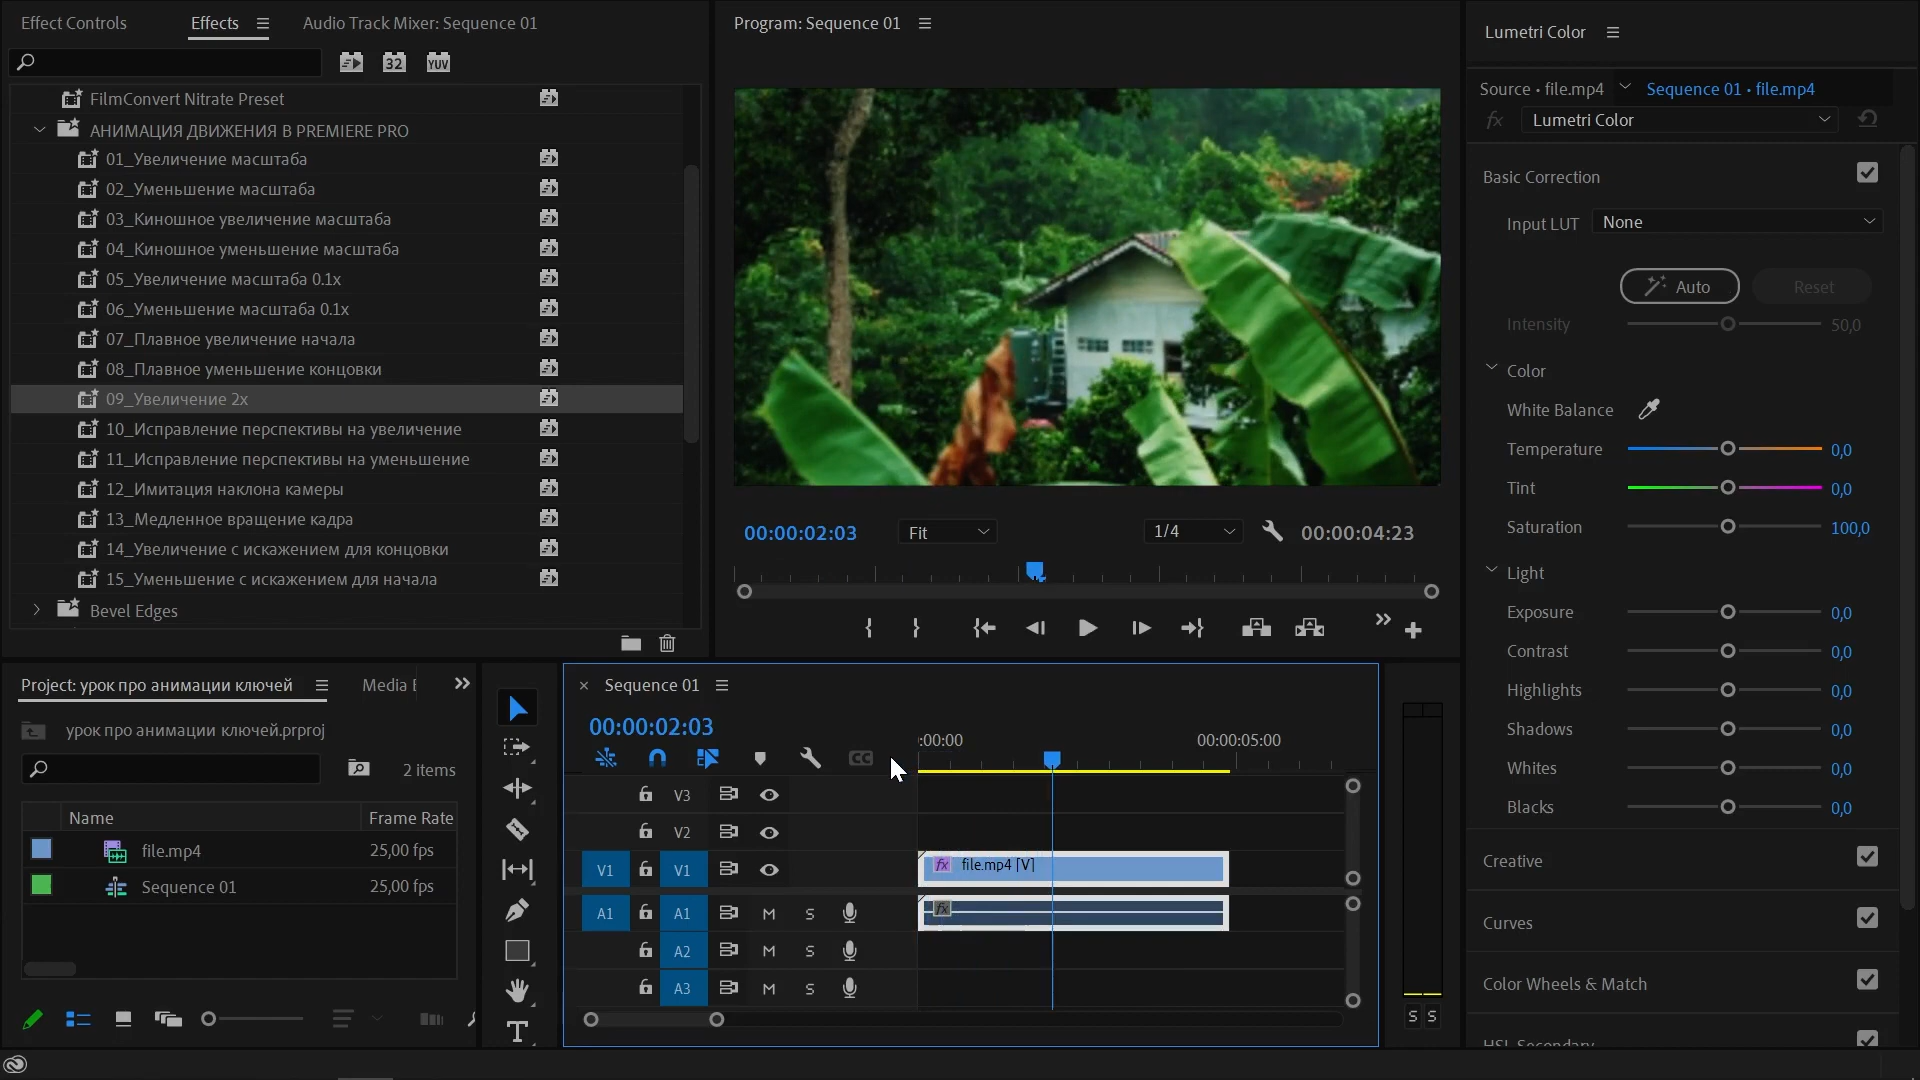 Effect Controls
Effects
Audio Track Mixer: Sequence 01
32
YUV
FilmConvert Nitrate Preset
АНИМАЦИЯ ДВИЖЕНИЯ В PREMIERE PRO
01_Увеличение масштаба
02_Уменьшение масштаба
03_Киношное увеличение масштаба
04_Киношное уменьшение масштаба
05_Увеличение масштаба 0.1x
06_Уменьшение масштаба 0.1x
07_Плавное увеличение начала
08_Плавное уменьшение концовки
09_Увеличение 2x
10_Исправление перспективы на увеличение
11_Исправление перспективы на уменьшение
12_Имитация наклона камеры
13_Медленное вращение кадра
14_Увеличение с искажением для концовки
15_Уменьшение с искажением для начала
Bevel Edges
Program: Sequence 01
00:00:02:03
Fit
1/4
00:00:04:23
Lumetri Color
Source • file.mp4
Sequence 01 • file.mp4
fx
Lumetri Color
Basic Correction
Input LUT
None
Auto
Reset
Intensity
50,0
Color
White Balance
Temperature
0,0
Tint
0,0
Saturation
100,0
Light
Exposure
0,0
Contrast
0,0
Highlights
0,0
Shadows
0,0
Whites
0,0
Blacks
0,0
Creative
Curves
Color Wheels & Match
HSL Secondary
Project: урок про анимации ключей
Media
урок про анимации ключей.prproj
2 items
Name
Frame Rate
file.mp4
25,00 fps
Sequence 01
25,00 fps
T
Sequence 01
00:00:02:03
CC
:00:00
00:00:05:00
V3
V2
V1
V1
fx
file.mp4 [V]
A1
A1
M
S
fx
A2
M
S
A3
M
S
S
S